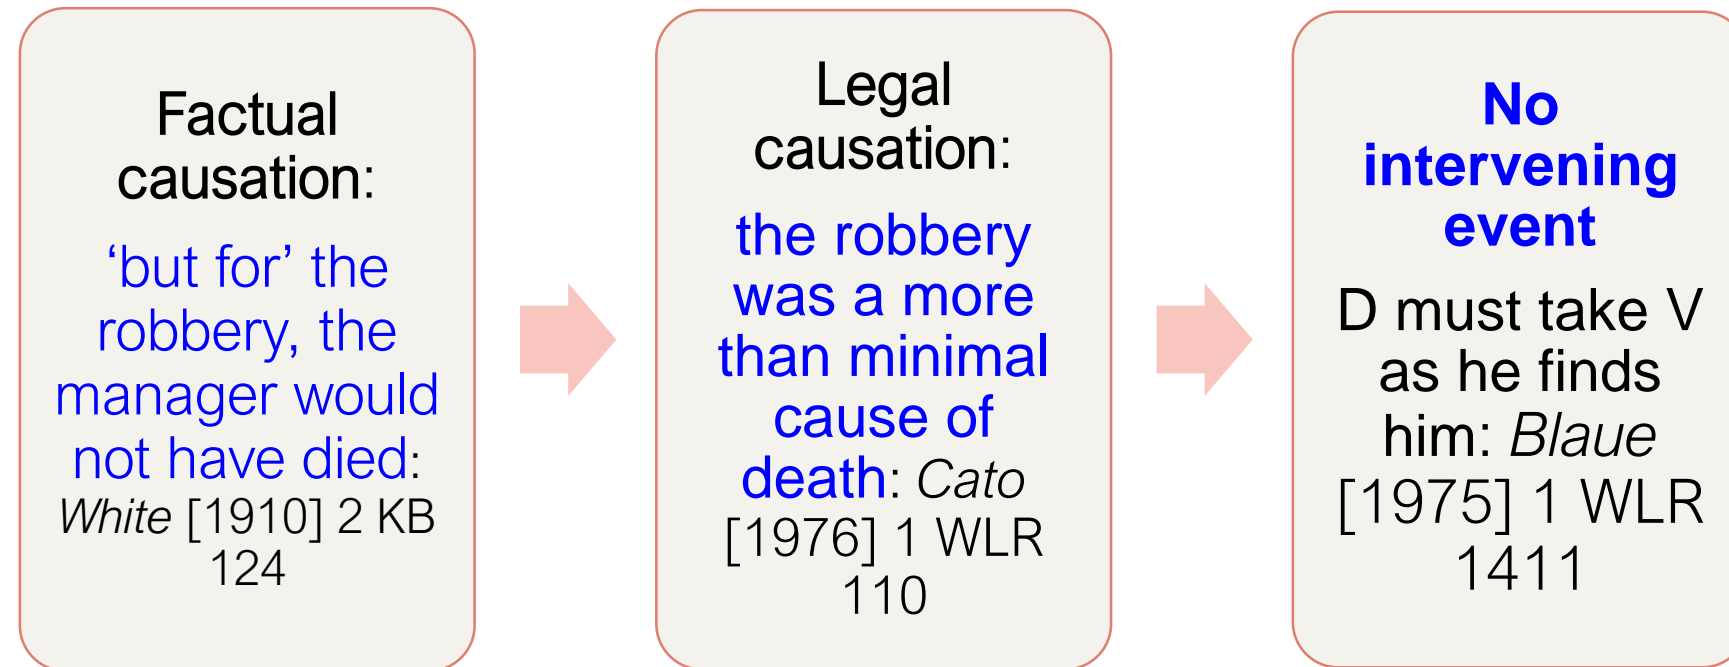 Factual
causation:
‘but for’ the
robbery, the
manager would
not have died:
White [1910] 2 KB
124
Legal
causation:
the robbery
was a more
than minimal
cause of
death: Cato
[1976] 1 WLR
110
No
intervening
event
D must take V
as he finds
him: Blaue
[1975] 1 WLR
1411